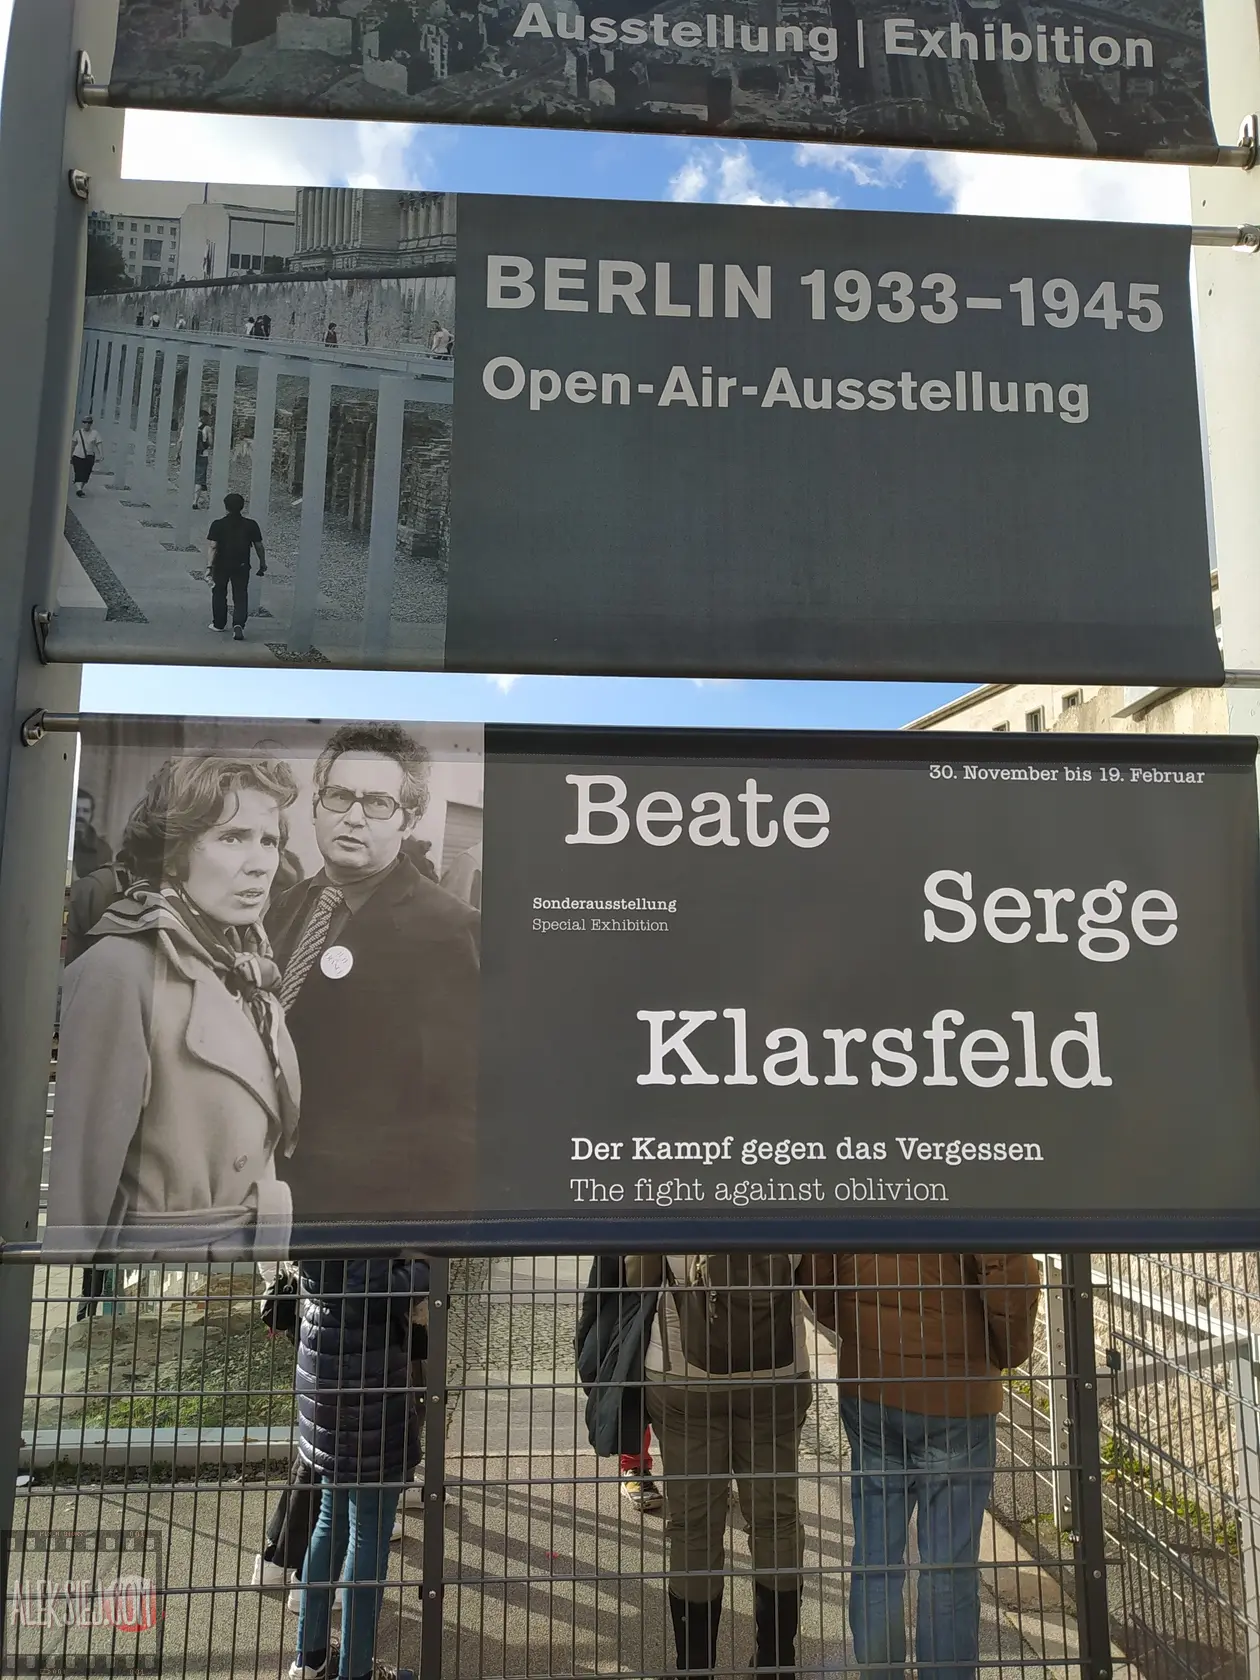 Ausstellung | Exhibition
BERLIN 1933–1945
Open-Air-Ausstellung
30. November bis 19. Februar
Beate
Serge
Sonderausstellung
Special Exhibition
Klarsfeld
Der Kampf gegen das Vergessen
The fight against oblivion
ALEKSIEJ.COM